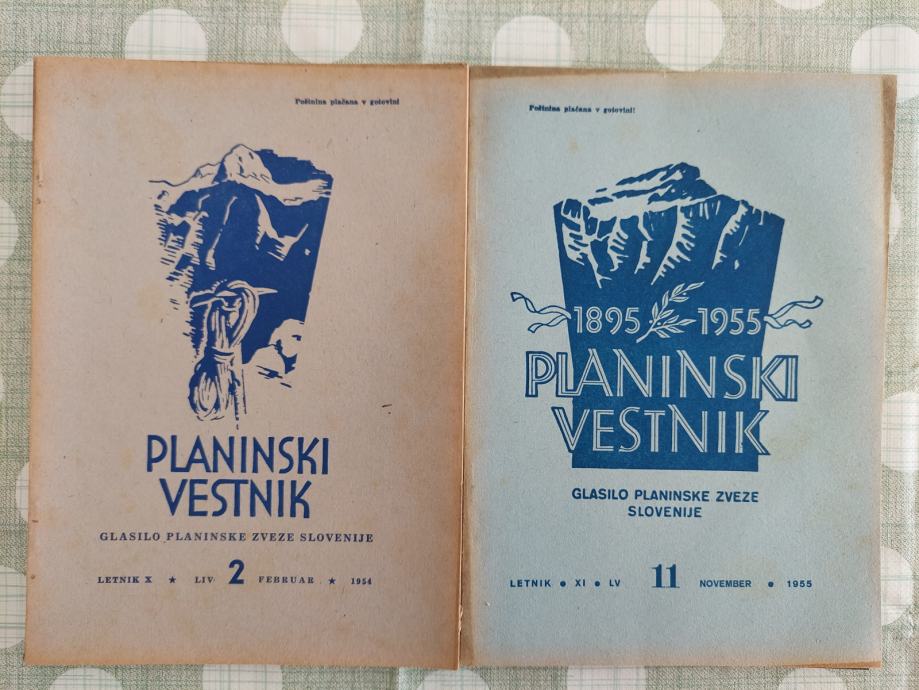 Poštnina plačana v gotovini
PLANINSKI
VESTNIK
GLASILO PLANINSKE ZVEZE SLOVENIJE
LETNIK X ★ LIV 2 FEBRUAR ★ 1954
Poštnina plačana v gotovini!
1895 1955
PLANINSKI
VESTNIK
GLASILO PLANINSKE ZVEZE
SLOVENIJE
LETNIK • XI • LV 11 NOVEMBER • 1955